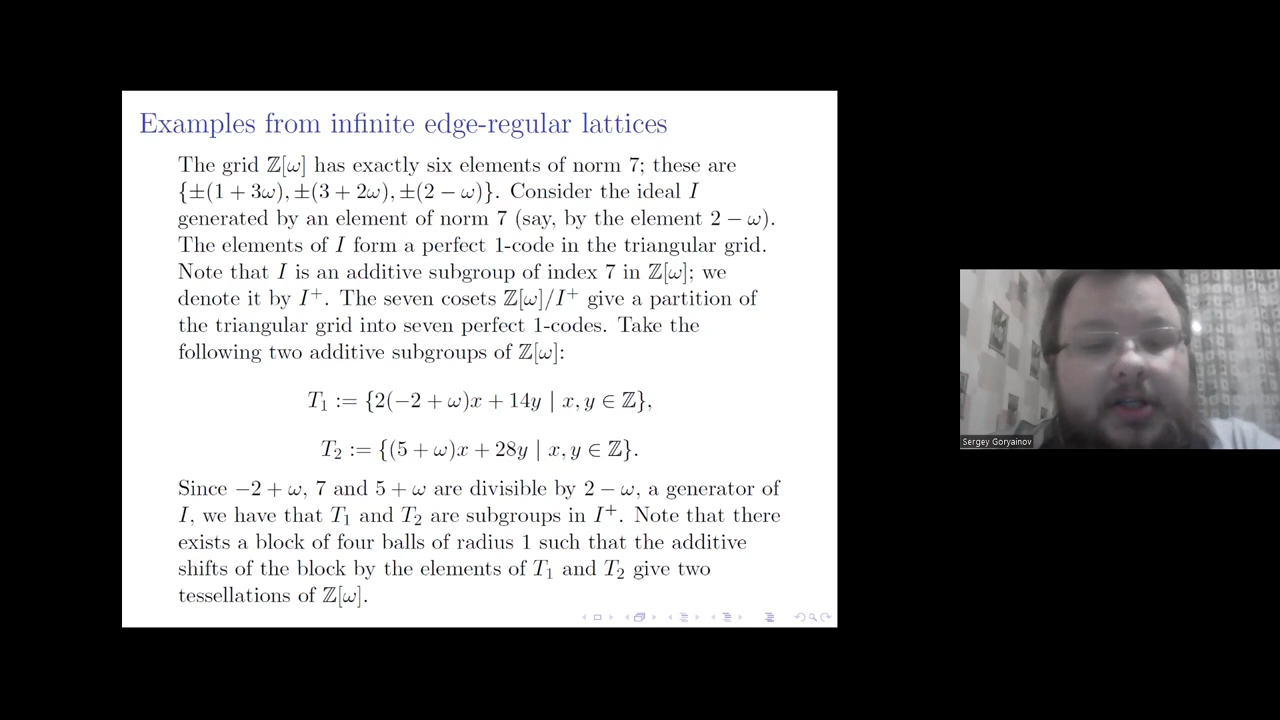 Examples from infinite edge-regular lattices
The grid ℤ[ω] has exactly six elements of norm 7; these are
{±(1 + 3ω), ±(3 + 2ω), ±(2 − ω)}. Consider the ideal I
generated by an element of norm 7 (say, by the element 2 − ω).
The elements of I form a perfect 1-code in the triangular grid.
Note that I is an additive subgroup of index 7 in ℤ[ω]; we
denote it by I⁺. The seven cosets ℤ[ω]/I⁺ give a partition of
the triangular grid into seven perfect 1-codes. Take the
following two additive subgroups of ℤ[ω]:
T₁ := {2(−2 + ω)x + 14y | x, y ∈ ℤ},
T₂ := {(5 + ω)x + 28y | x, y ∈ ℤ}.
Since −2 + ω, 7 and 5 + ω are divisible by 2 − ω, a generator of
I, we have that T₁ and T₂ are subgroups in I⁺. Note that there
exists a block of four balls of radius 1 such that the additive
shifts of the block by the elements of T₁ and T₂ give two
tessellations of ℤ[ω].
Sergey Goryainov